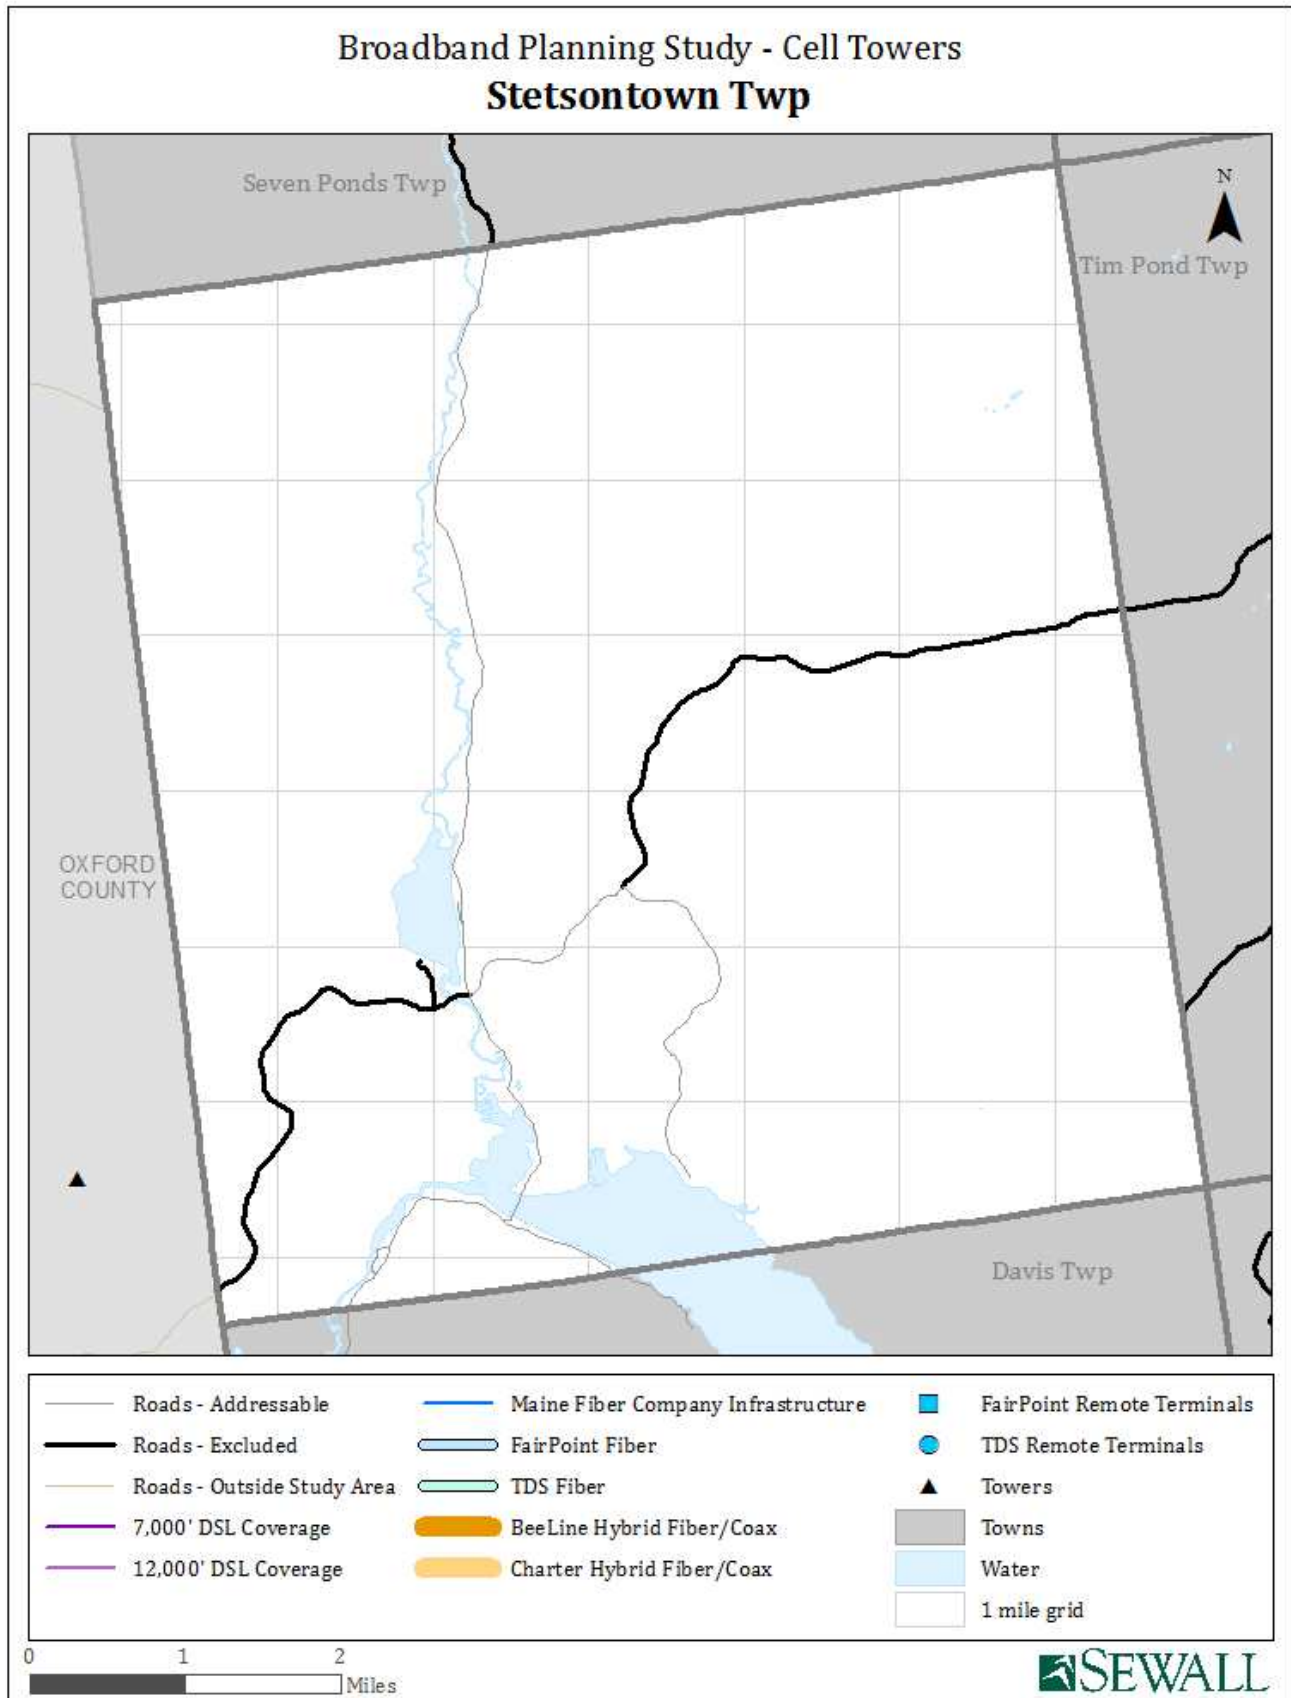 Broadband Planning Study - Cell Towers
Stetsontown Twp
Seven Ponds Twp
N
Tim Pond Twp
OXFORD
COUNTY
Davis Twp
Roads - Addressable
Roads - Excluded
Roads - Outside Study Area
7,000' DSL Coverage
12,000' DSL Coverage
Maine Fiber Company Infrastructure
FairPoint Fiber
TDS Fiber
BeeLine Hybrid Fiber/Coax
Charter Hybrid Fiber/Coax
FairPoint Remote Terminals
TDS Remote Terminals
Towers
Towns
Water
1 mile grid
0 1 2
Miles
SEWALL